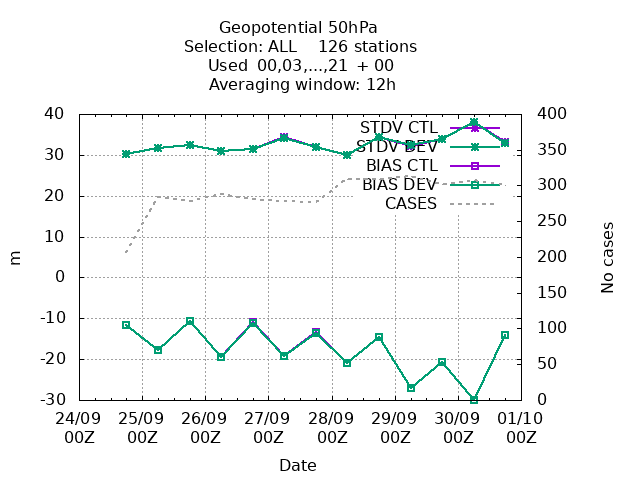 Geopotential 50hPa
Selection: ALL    126 stations
Used  00,03,...,21  + 00
Averaging window: 12h
40
30
20
10
0
-10
-20
-30
m
400
350
300
250
200
150
100
50
0
No cases
STDV CTL
STDV DEV
BIAS CTL
BIAS DEV
CASES
24/09 25/09 26/09 27/09 28/09 29/09 30/09 01/10
00Z 00Z 00Z 00Z 00Z 00Z 00Z 00Z
Date